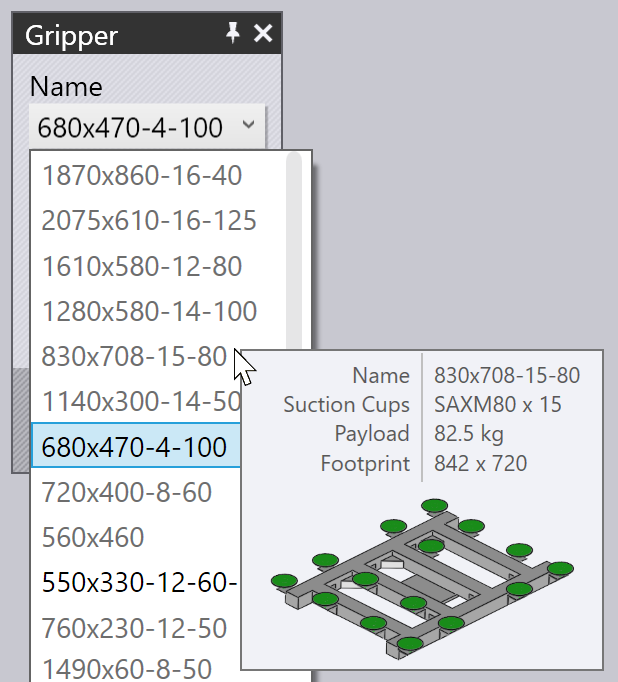 Gripper
Name
680x470-4-100
1870x860-16-40
2075x610-16-125
1610x580-12-80
1280x580-14-100
830x708-15-80
1140x300-14-50
680x470-4-100
720x400-8-60
560x460
550x330-12-60-
760x230-12-50
1490x60-8-50
Name 830x708-15-80
Suction Cups SAXM80 x 15
Payload 82.5 kg
Footprint 842 x 720